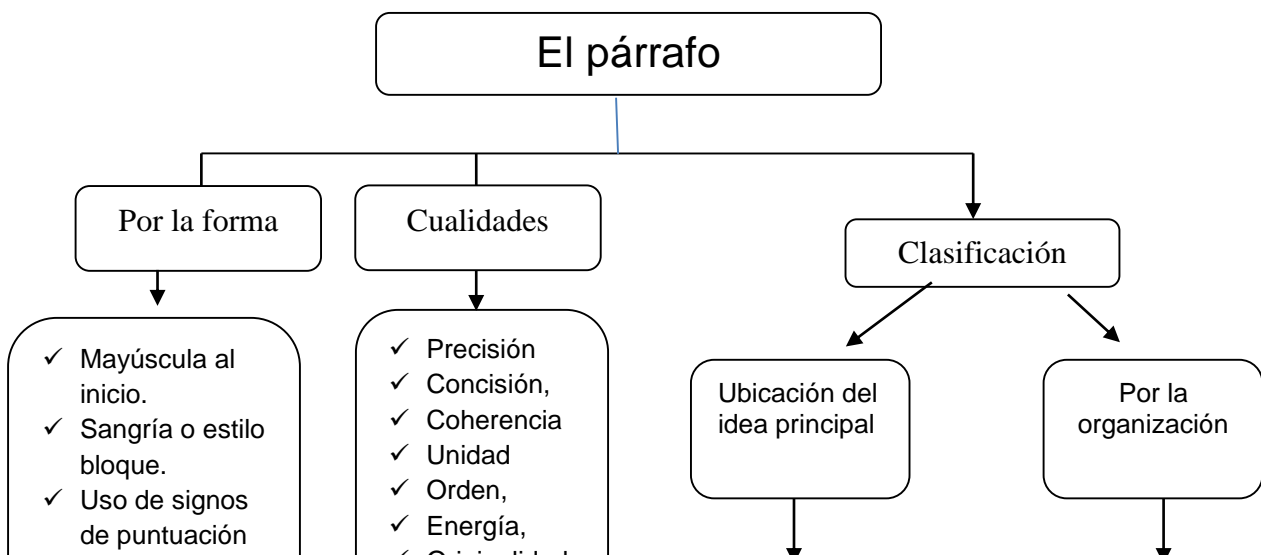 El párrafo
Por la forma
Cualidades
Clasificación
✓ Mayúscula al
inicio.
✓ Sangría o estilo
bloque.
✓ Uso de signos
de puntuación
✓ Precisión
✓ Concisión,
✓ Coherencia
✓ Unidad
✓ Orden,
✓ Energía,
Ubicación del
idea principal
Por la
organización